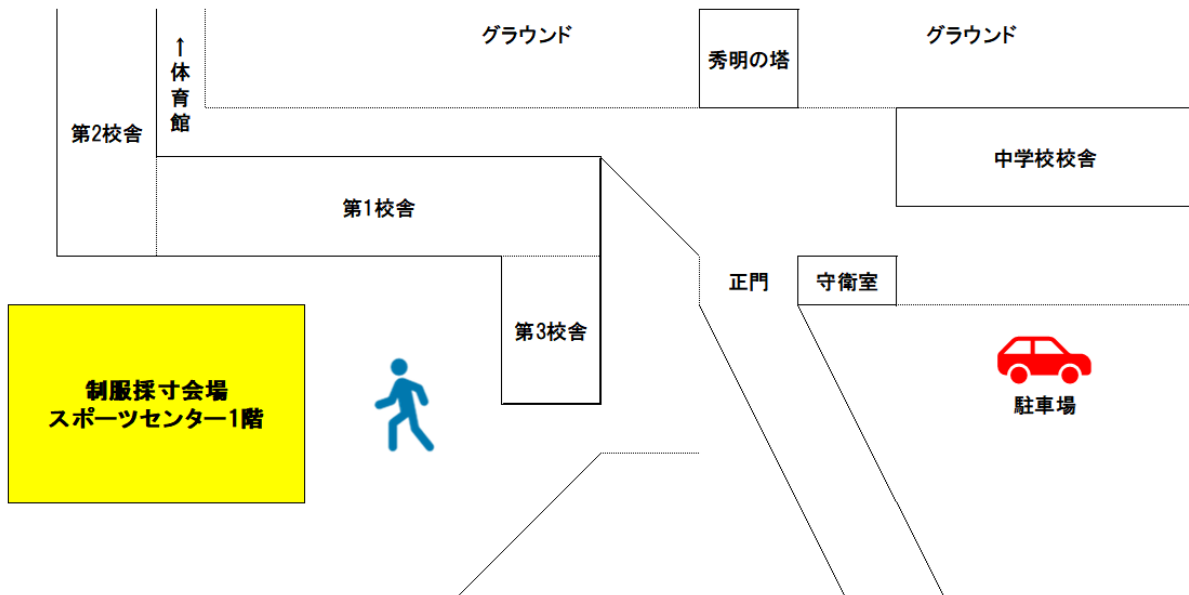 グラウンド
秀明の塔
グラウンド
↑体育館
第2校舎
中学校校舎
第1校舎
正門
守衛室
第3校舎
制服採寸会場
スポーツセンター1階
駐車場